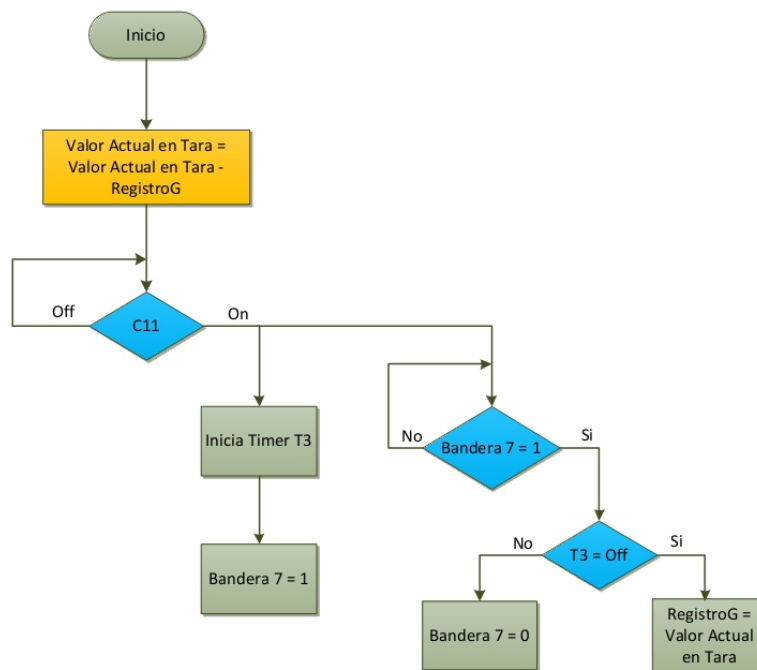 Inicio
Valor Actual en Tara =
Valor Actual en Tara -
RegistroG
Off
C11
On
Inicia Timer T3
No
Bandera 7 = 1
Si
Bandera 7 = 1
No
T3 = Off
Si
Bandera 7 = 0
RegistroG =
Valor Actual
en Tara